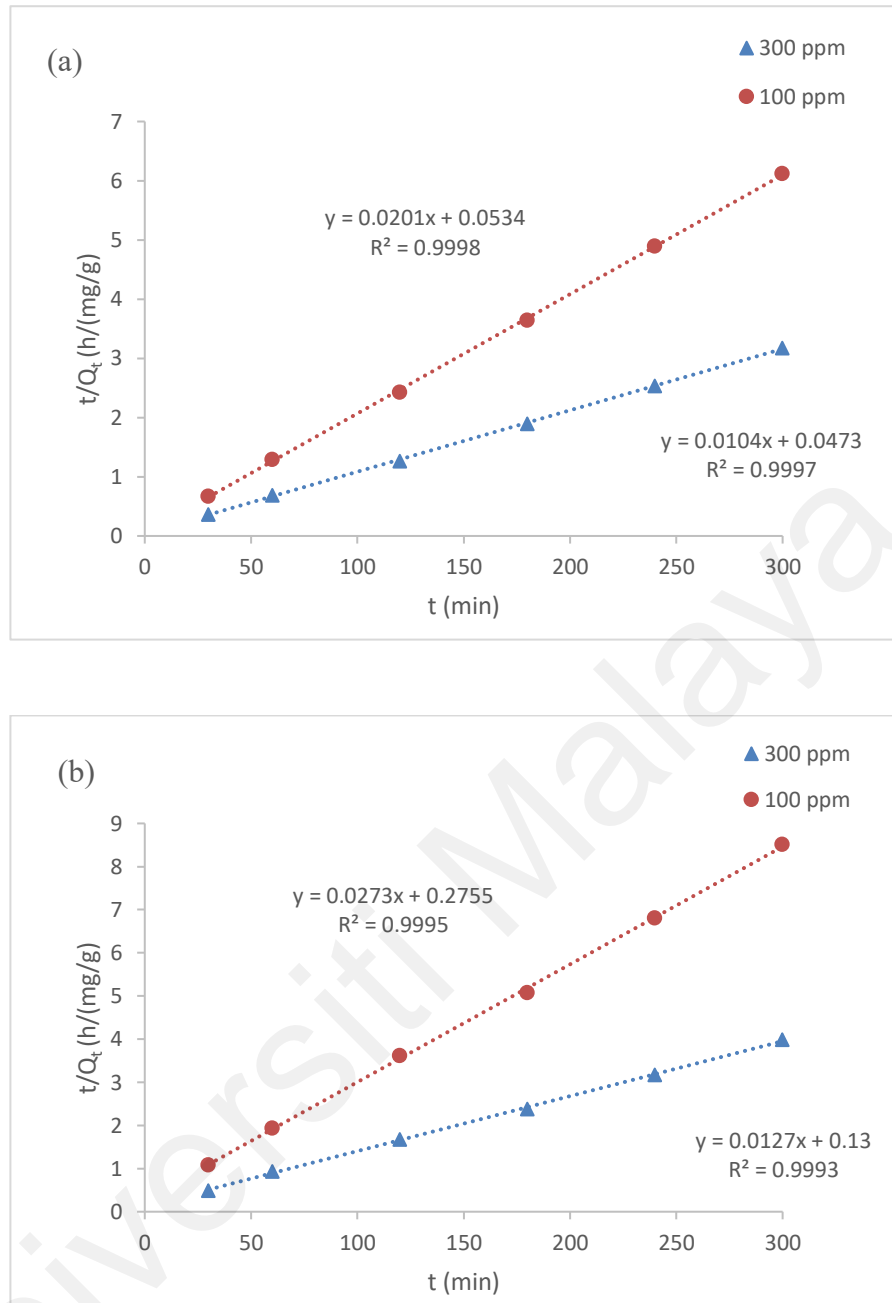 (a)
300 ppm
100 ppm
7
6
5
4
3
2
1
0
t/Qt (h/(mg/g)
y = 0.0201x + 0.0534
R² = 0.9998
y = 0.0104x + 0.0473
R² = 0.9997
0 50 100 150 200 250 300
t (min)
(b)
300 ppm
100 ppm
9
8
7
6
5
4
3
2
1
0
t/Qt (h/(mg/g)
y = 0.0273x + 0.2755
R² = 0.9995
y = 0.0127x + 0.13
R² = 0.9993
0 50 100 150 200 250 300
t (min)
iversiti Malaya